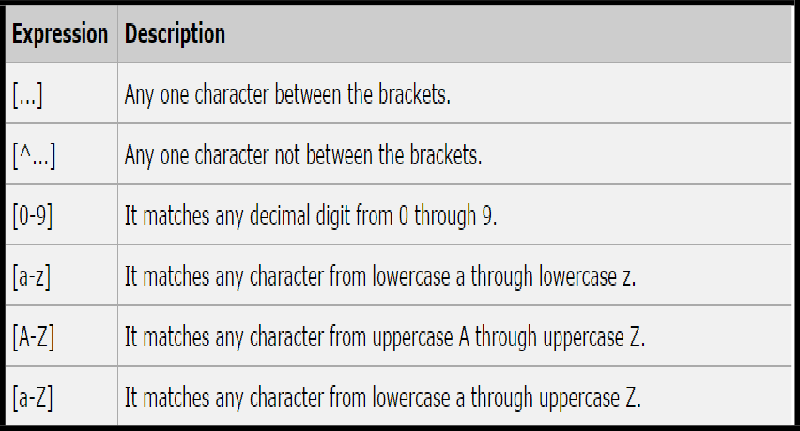 Expression Description
[...] Any one character between the brackets.
[^...] Any one character not between the brackets.
[0-9] It matches any decimal digit from 0 through 9.
[a-z] It matches any character from lowercase a through lowercase z.
[A-Z] It matches any character from uppercase A through uppercase Z.
[a-Z] It matches any character from lowercase a through uppercase Z.